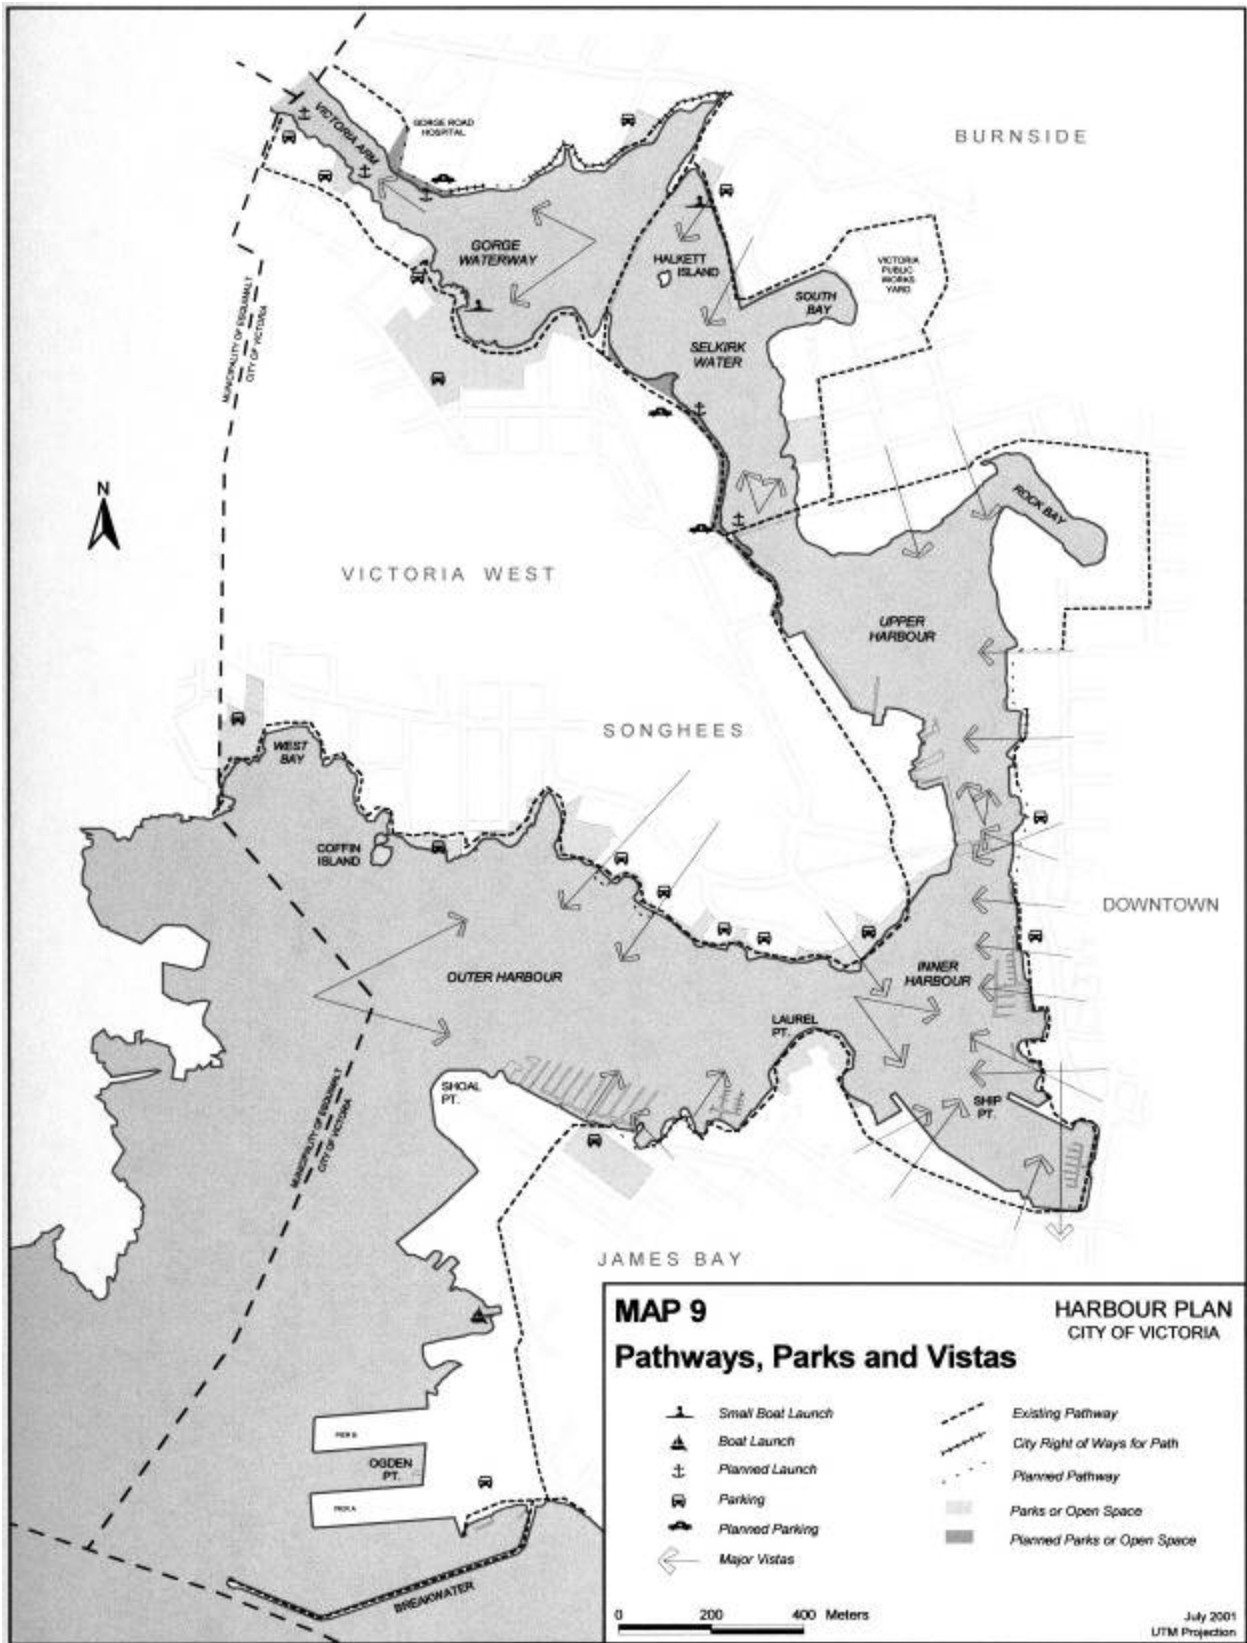 VICTORIA ARM
GORGE ROAD
HOSPITAL
BURNSIDE
GORGE
WATERWAY
HALKETT
ISLAND
VICTORIA
PUBLIC
WORKS
YARD
SOUTH
BAY
MUNICIPALITY OF ESQUIMALT
CITY OF VICTORIA
SELKIRK
WATER
N
ROCK BAY
VICTORIA WEST
UPPER
HARBOUR
SONGHEES
WEST
BAY
COFFIN
ISLAND
DOWNTOWN
OUTER HARBOUR
INNER
HARBOUR
LAUREL
PT.
SHOAL
PT.
SHIP
PT.
MUNICIPALITY OF ESQUIMALT
CITY OF VICTORIA
JAMES BAY
PIER B
OGDEN
PT.
PIER A
BREAKWATER
MAP 9
HARBOUR PLAN
CITY OF VICTORIA
Pathways, Parks and Vistas
Small Boat Launch
Boat Launch
Planned Launch
Parking
Planned Parking
Major Vistas
Existing Pathway
City Right of Ways for Path
Planned Pathway
Parks or Open Space
Planned Parks or Open Space
0 200 400 Meters
July 2001
UTM Projection